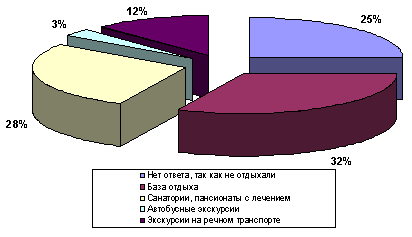 12%
25%
3%
28%
32%
Нет ответа, так как не отдыхали
База отдыха
Санатории, пансионаты с лечением
Автобусные экскурсии
Экскурсии на речном транспорте